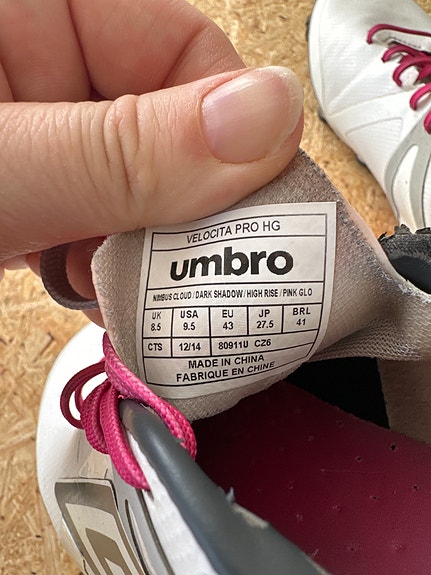 VELOCITA PRO HG
umbro
NIMBUS CLOUD / DARK SHADOW / HIGH RISE / PINK GLO
UK USA EU JP BRL
8.5 9.5 43 27.5 41
CTS 12/14 80911U CZ6
MADE IN CHINA
FABRIQUE EN CHINE